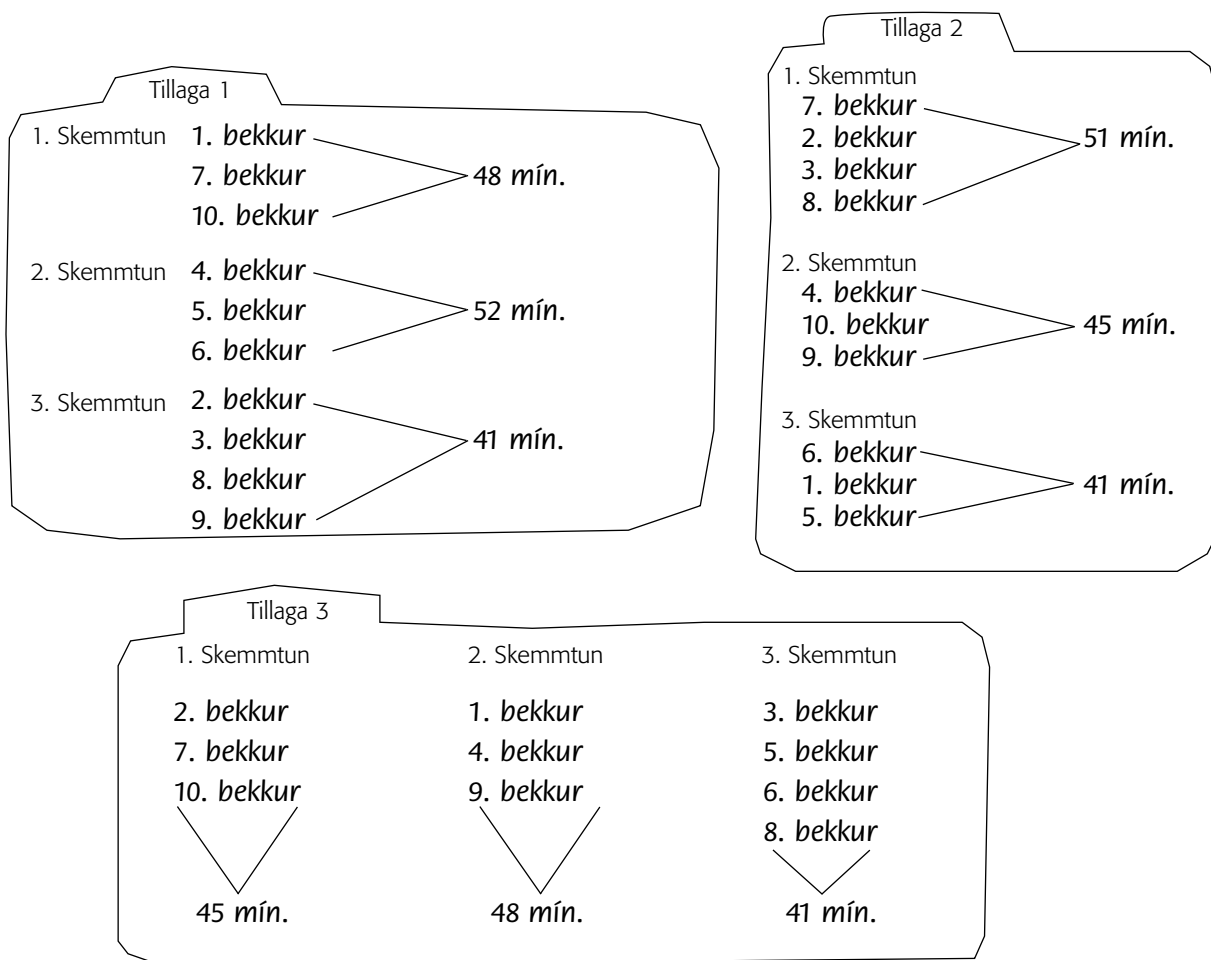 Tillaga 1
1. Skemmtun 1. bekkur
7. bekkur 48 mín.
10. bekkur
2. Skemmtun 4. bekkur
5. bekkur 52 mín.
6. bekkur
3. Skemmtun 2. bekkur
3. bekkur 41 mín.
8. bekkur
9. bekkur
Tillaga 2
1. Skemmtun
7. bekkur
2. bekkur 51 mín.
3. bekkur
8. bekkur
2. Skemmtun
4. bekkur
10. bekkur 45 mín.
9. bekkur
3. Skemmtun
6. bekkur
1. bekkur 41 mín.
5. bekkur
Tillaga 3
1. Skemmtun 2. Skemmtun 3. Skemmtun
2. bekkur 1. bekkur 3. bekkur
7. bekkur 4. bekkur 5. bekkur
10. bekkur 9. bekkur 6. bekkur
8. bekkur
45 mín. 48 mín. 41 mín.